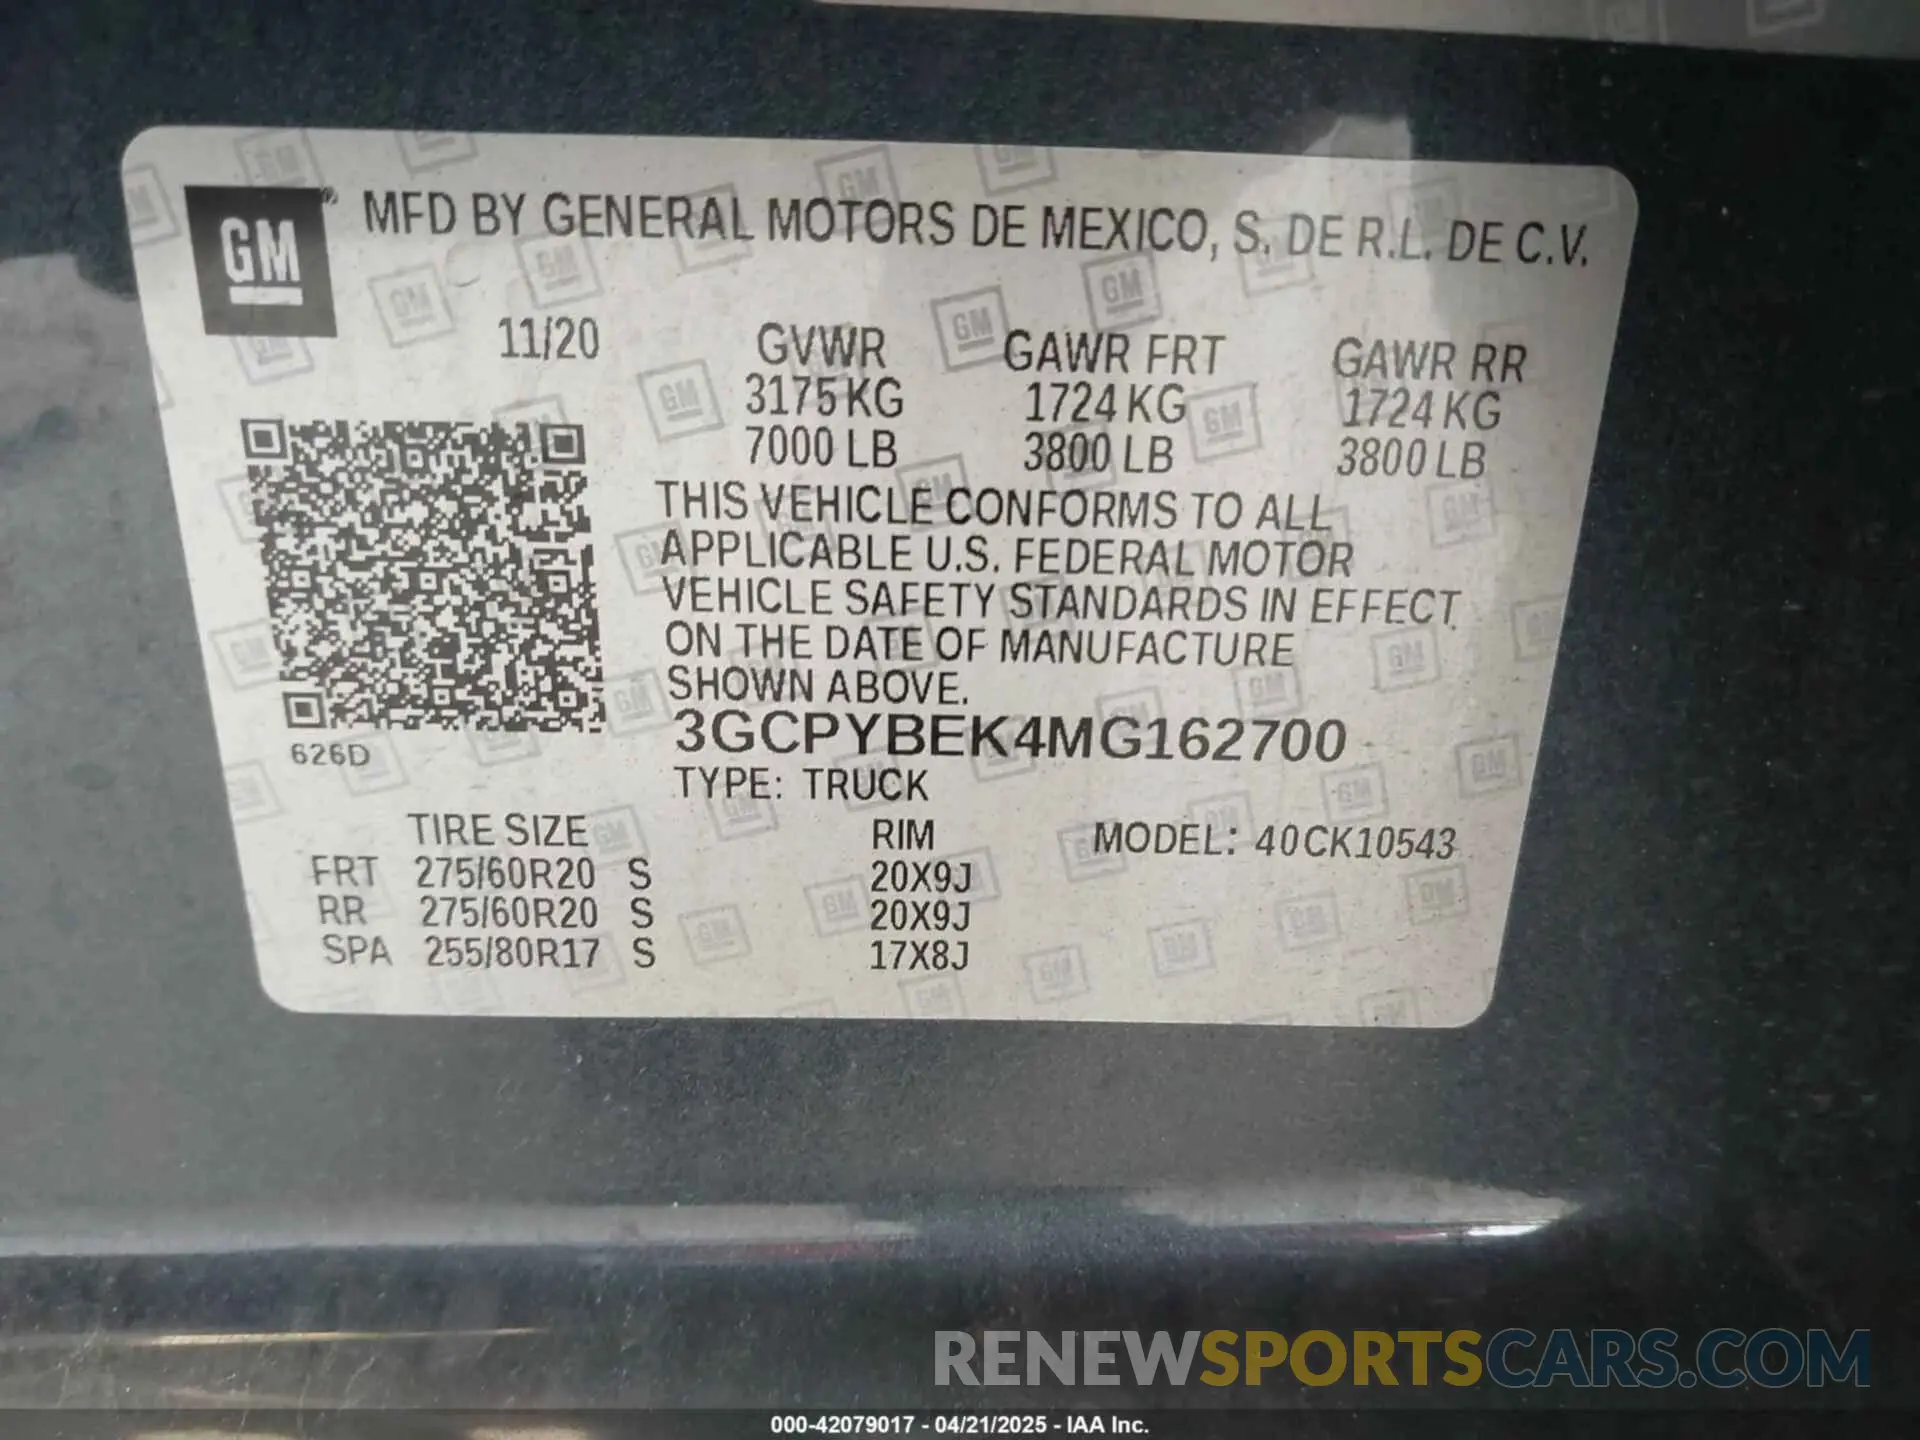 GM
MFD BY GENERAL MOTORS DE MEXICO, S. DE R.L. DE C.V.
11/20 GVWR GAWR FRT GAWR RR
3175 KG 1724 KG 1724 KG
7000 LB 3800 LB 3800 LB
THIS VEHICLE CONFORMS TO ALL
APPLICABLE U.S. FEDERAL MOTOR
VEHICLE SAFETY STANDARDS IN EFFECT
ON THE DATE OF MANUFACTURE
SHOWN ABOVE.
3GCPYBEK4MG162700
626D
TYPE: TRUCK
TIRE SIZE RIM MODEL: 40CK10543
FRT 275/60R20 S 20X9J
RR 275/60R20 S 20X9J
SPA 255/80R17 S 17X8J
RENEWSPORTSCARS.COM
000-42079017 - 04/21/2025 - IAA Inc.